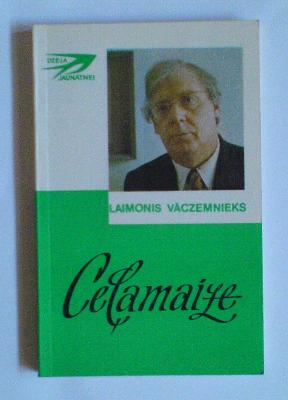 DZEJA
JAUNATNEI
LAIMONIS VĀCZEMNIEKS
Ceļamaize